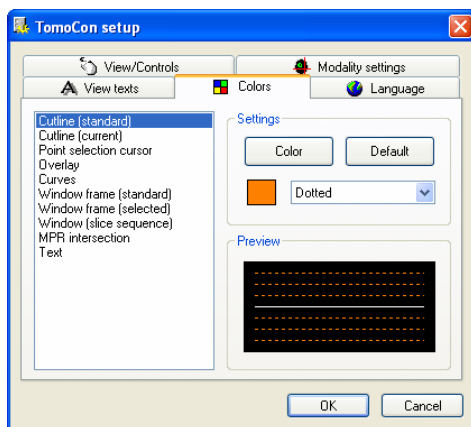 TomoCon setup
View/Controls
Modality settings
View texts
Colors
Language
Cutline (standard)
Cutline (current)
Point selection cursor
Overlay
Curves
Window frame (standard)
Window frame (selected)
Window (slice sequence)
MPR intersection
Text
Settings
Color
Default
Dotted
Preview
OK
Cancel